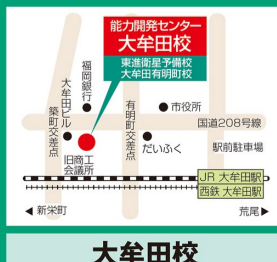 能力開発センター
大牟田校
東進衛星予備校
大牟田有明町校
福岡銀行
大牟田ビル
築町交差点
有明町交差点
市役所
国道208号線
旧商工
会議所
だいふく
駅前駐車場
JR 大牟田駅
西鉄 大牟田駅
◀ 新栄町
荒尾 ▶
大牟田校